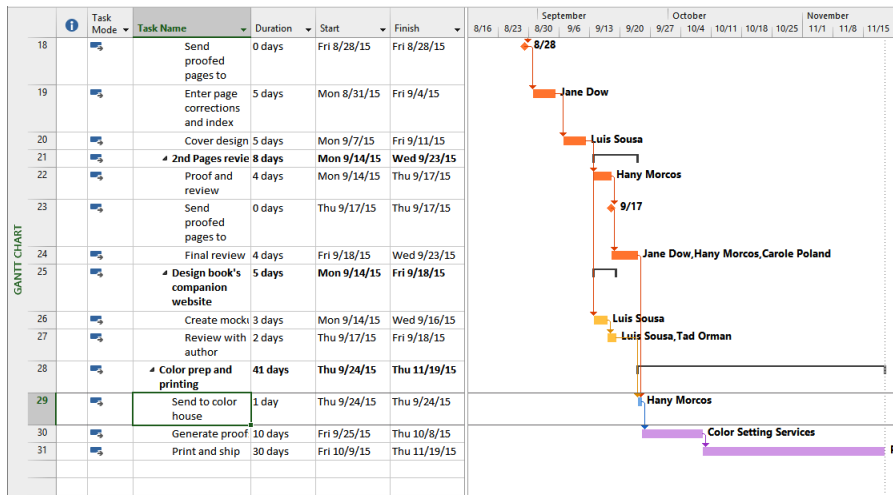 Task
Mode
Task Name
Duration
Start
Finish
September
October
November
8/16 8/23 8/30 9/6 9/13 9/20 9/27 10/4 10/11 10/18 10/25 11/1 11/8 11/15
GANTT CHART
18 Send 0 days Fri 8/28/15 Fri 8/28/15 8/28
proofed
pages to
19 Enter page 5 days Mon 8/31/15 Fri 9/4/15 Jane Dow
corrections
and index
20 Cover design 5 days Mon 9/7/15 Fri 9/11/15 Luis Sousa
21 2nd Pages revie 8 days Mon 9/14/15 Wed 9/23/15
22 Proof and 4 days Mon 9/14/15 Thu 9/17/15 Hany Morcos
review
23 Send 0 days Thu 9/17/15 Thu 9/17/15 9/17
proofed
pages to
24 Final review 4 days Fri 9/18/15 Wed 9/23/15 Jane Dow,Hany Morcos,Carole Poland
25 Design book's 5 days Mon 9/14/15 Fri 9/18/15
companion
website
26 Create mocku 3 days Mon 9/14/15 Wed 9/16/15 Luis Sousa
27 Review with 2 days Thu 9/17/15 Fri 9/18/15 Luis Sousa,Tad Orman
author
28 Color prep and 41 days Thu 9/24/15 Thu 11/19/15
printing
29 Send to color 1 day Thu 9/24/15 Thu 9/24/15 Hany Morcos
house
30 Generate proof 10 days Fri 9/25/15 Thu 10/8/15 Color Setting Services
31 Print and ship 30 days Fri 10/9/15 Thu 11/19/15